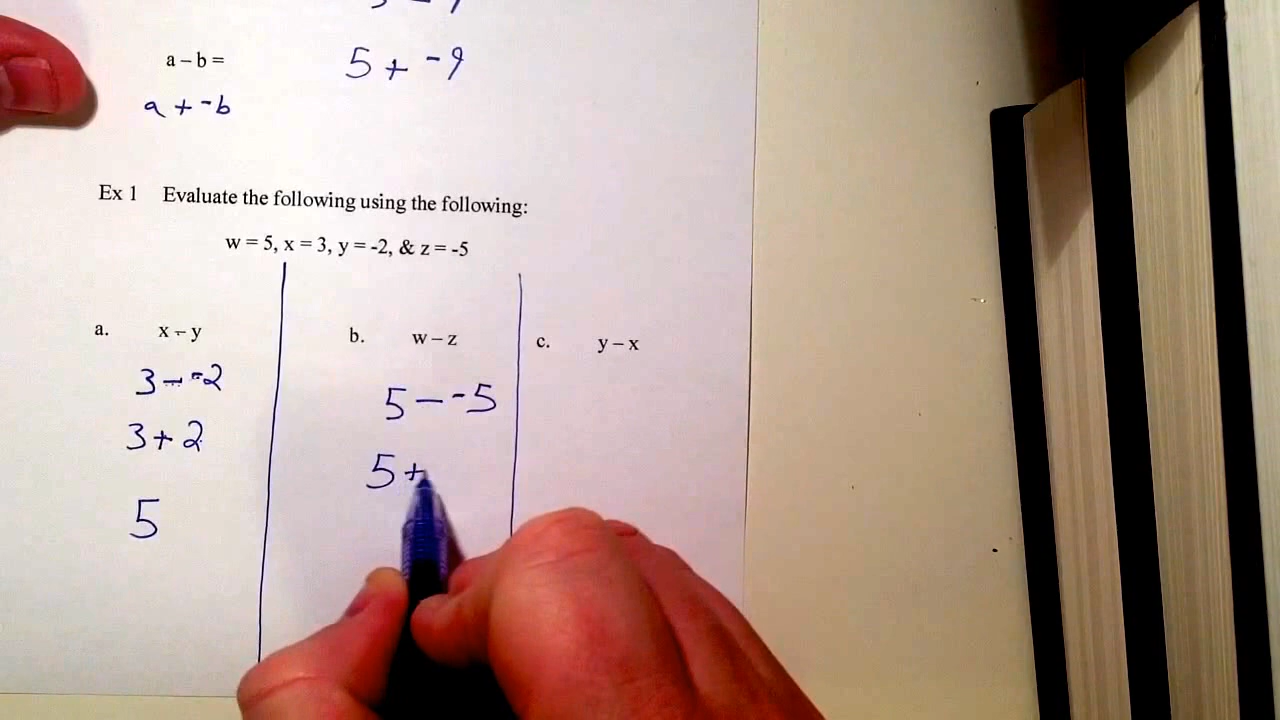 a – b =
5 + -9
a + -b
Ex 1 Evaluate the following using the following:
w = 5, x = 3, y = -2, & z = -5
a. x – y
3 - -2
3 + 2
5
b. w – z
5 - -5
5 +
c. y – x